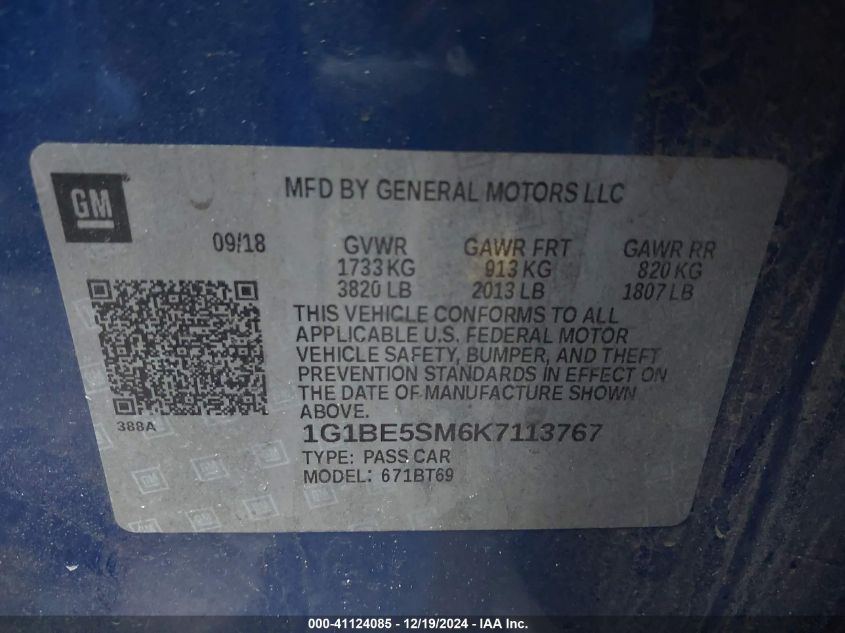 GM
MFD BY GENERAL MOTORS LLC
09/18
GVWR GAWR FRT GAWR RR
1733 KG 913 KG 820 KG
3820 LB 2013 LB 1807 LB
THIS VEHICLE CONFORMS TO ALL
APPLICABLE U.S. FEDERAL MOTOR
VEHICLE SAFETY, BUMPER, AND THEFT
PREVENTION STANDARDS IN EFFECT ON
THE DATE OF MANUFACTURE SHOWN
ABOVE.
388A
1G1BE5SM6K7113767
TYPE: PASS CAR
MODEL: 671BT69
000-41124085 - 12/19/2024 - IAA Inc.